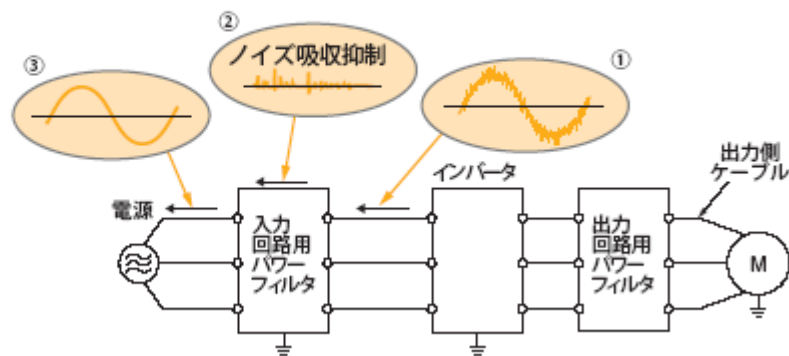 ②
ノイズ吸収抑制
③
①
インバータ
出力側
ケーブル
電源
入力
回路用
パワー
フィルタ
出力
回路用
パワー
フィルタ
M